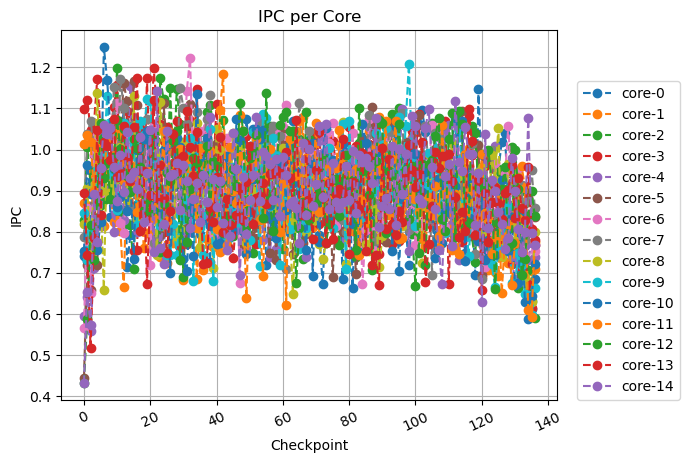 IPC per Core
IPC
1.2
1.1
1.0
0.9
0.8
0.7
0.6
0.5
0.4
0
20
40
60
80
100
120
140
Checkpoint
core-0
core-1
core-2
core-3
core-4
core-5
core-6
core-7
core-8
core-9
core-10
core-11
core-12
core-13
core-14